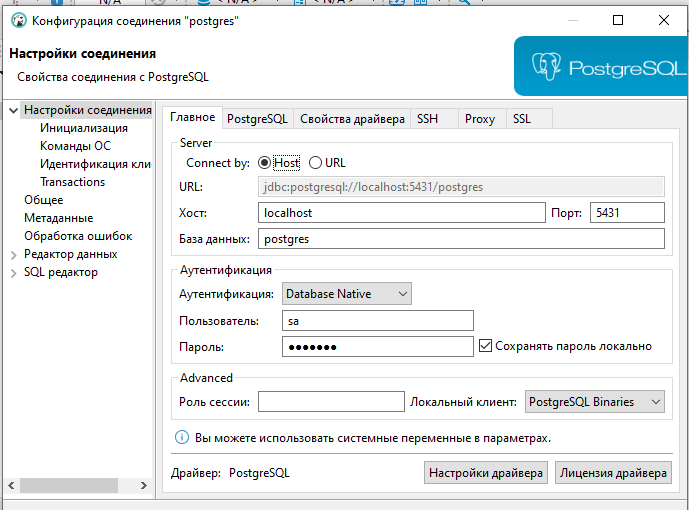 N/A < N/A > < N/A >
Конфигурация соединения "postgres"
Настройки соединения
Свойства соединения с PostgreSQL
PostgreSQL
Настройки соединения
Инициализация
Команды ОС
Идентификация кли
Transactions
Общее
Метаданные
Обработка ошибок
Редактор данных
SQL редактор
Главное PostgreSQL Свойства драйвера SSH Proxy SSL
Server
Connect by: Host URL
URL: jdbc:postgresql://localhost:5431/postgres
Хост: localhost Порт: 5431
База данных: postgres
Аутентификация
Аутентификация: Database Native
Пользователь: sa
Пароль: ●●●●●●● Сохранять пароль локально
Advanced
Роль сессии: Локальный клиент: PostgreSQL Binaries
Вы можете использовать системные переменные в параметрах.
Драйвер: PostgreSQL Настройки драйвера Лицензия драйвера